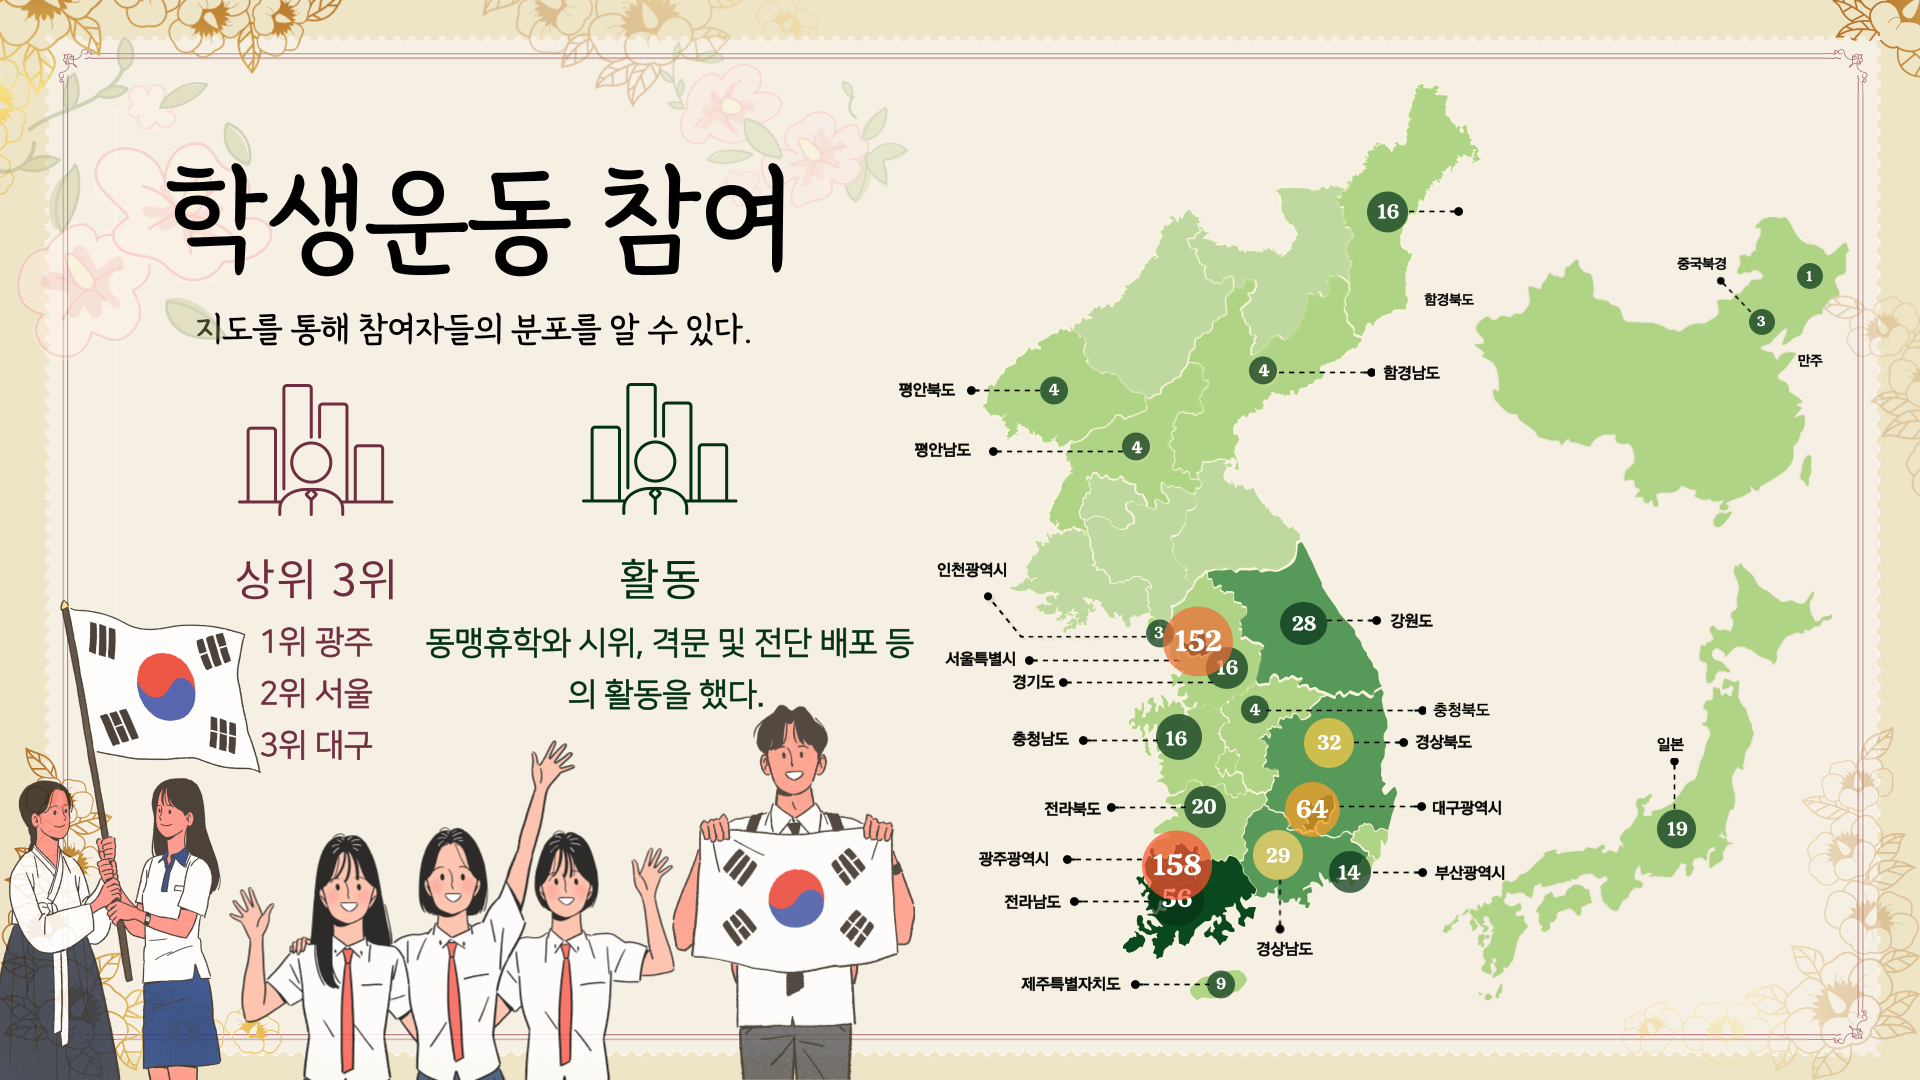 학생운동 참여
지도를 통해 참여자들의 분포를 알 수 있다.
상위 3위
1위 광주
2위 서울
3위 대구
활동
동맹휴학와 시위, 격문 및 전단 배포 등
의 활동을 했다.
16
함경북도
4
함경남도
평안북도
4
평안남도
4
인천광역시
3
서울특별시
152
경기도
16
28
강원도
4
충청북도
충청남도
16
32
경상북도
전라북도
20
64
대구광역시
광주광역시
158
29
14
부산광역시
전라남도
56
경상남도
제주특별자치도
9
중국북경
1
3
만주
일본
19